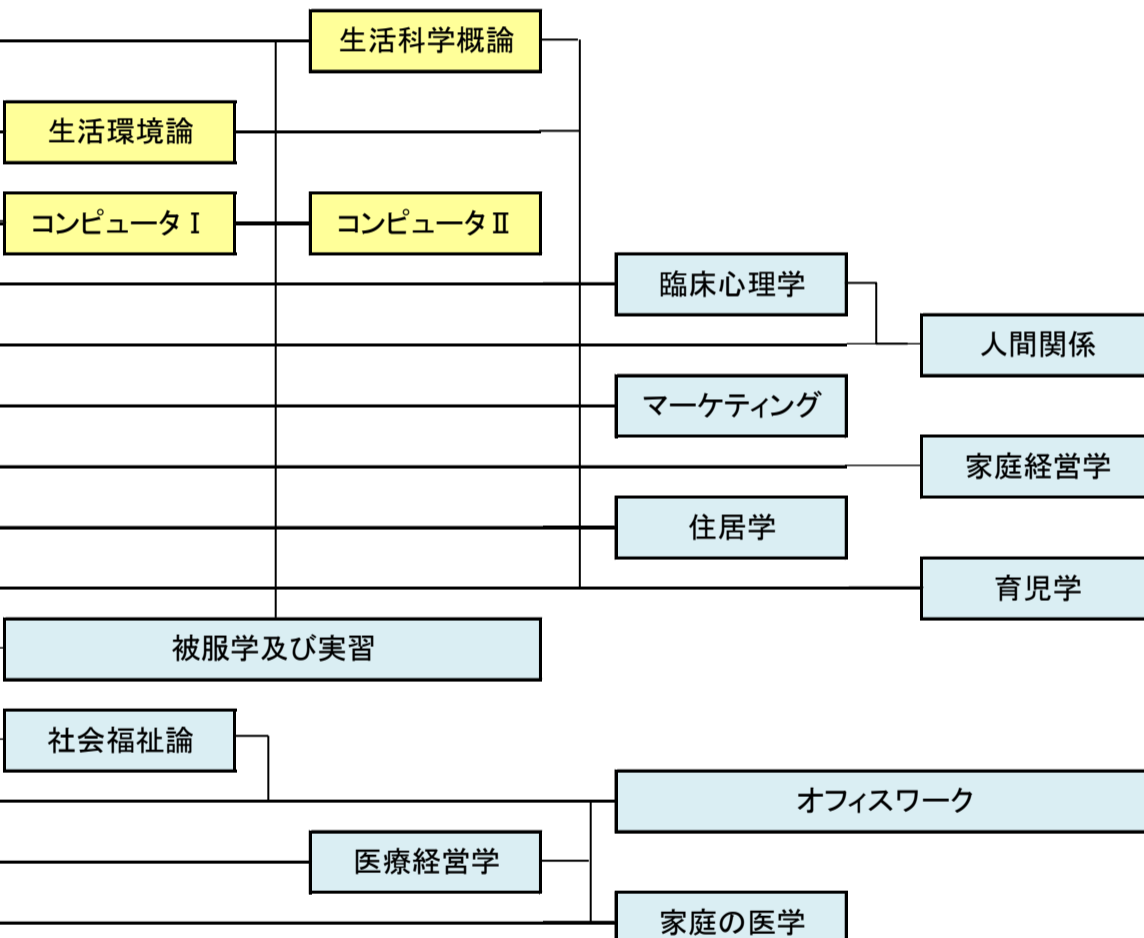 生活科学概論
生活環境論
コンピュータⅠ
コンピュータⅡ
臨床心理学
人間関係
マーケティング
家庭経営学
住居学
育児学
被服学及び実習
社会福祉論
オフィスワーク
医療経営学
家庭の医学